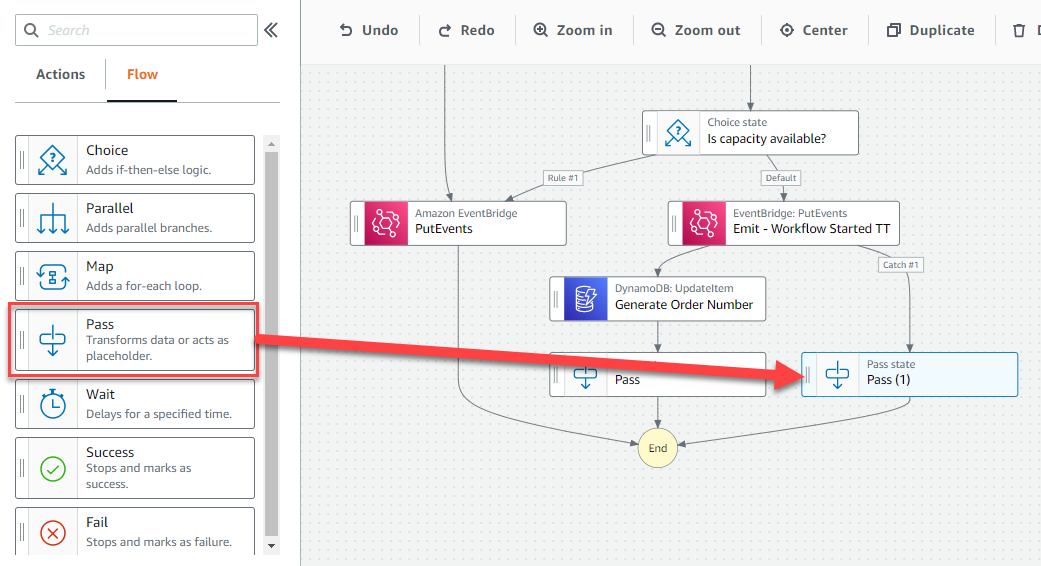 Search
Undo
Redo
Zoom in
Zoom out
Center
Duplicate
D
Actions
Flow
Choice
Adds if-then-else logic.
Parallel
Adds parallel branches.
Map
Adds a for-each loop.
Pass
Transforms data or acts as
placeholder.
Wait
Delays for a specified time.
Success
Stops and marks as
success.
Fail
Stops and marks as failure.
Choice state
Is capacity available?
Rule #1
Default
Amazon EventBridge
PutEvents
EventBridge: PutEvents
Emit - Workflow Started TT
Catch #1
DynamoDB: UpdateItem
Generate Order Number
Pass
Pass state
Pass (1)
End